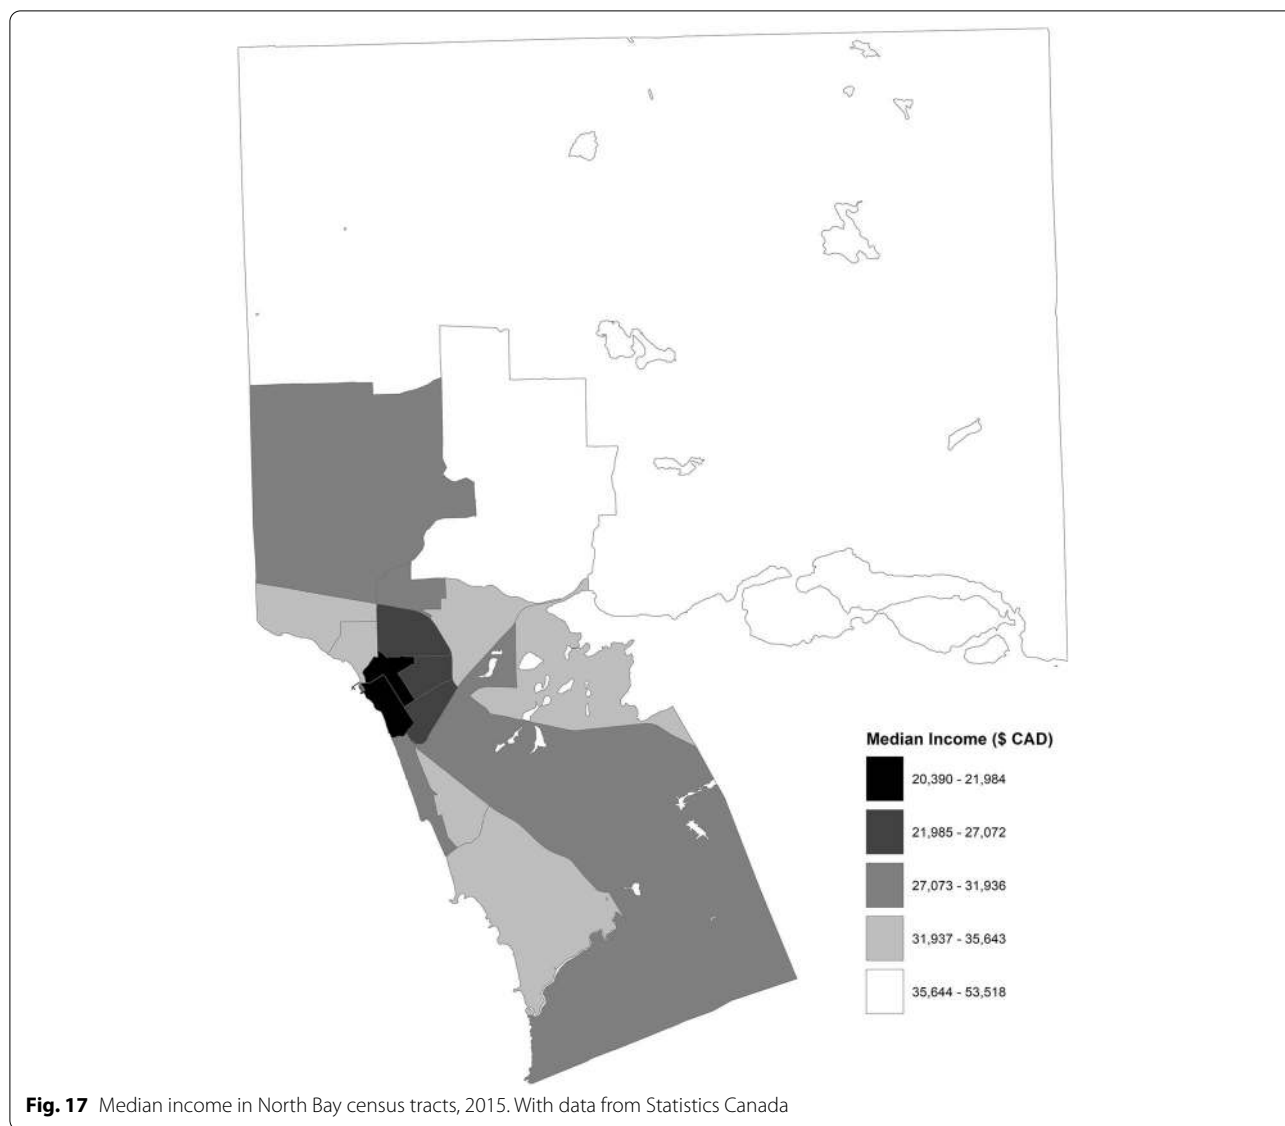 Median Income ($ CAD)
20,390 - 21,984
21,985 - 27,072
27,073 - 31,936
31,937 - 35,643
35,644 - 53,518
Fig. 17 Median income in North Bay census tracts, 2015. With data from Statistics Canada